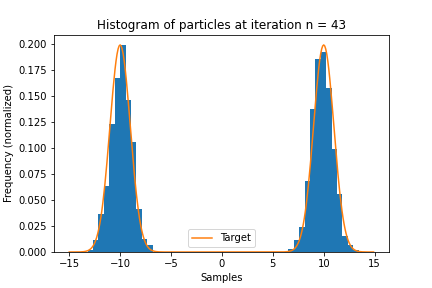 Histogram of particles at iteration n = 43
Frequency (normalized)
0.200
0.175
0.150
0.125
0.100
0.075
0.050
0.025
0.000
Target
−15 −10 −5 0 5 10 15
Samples